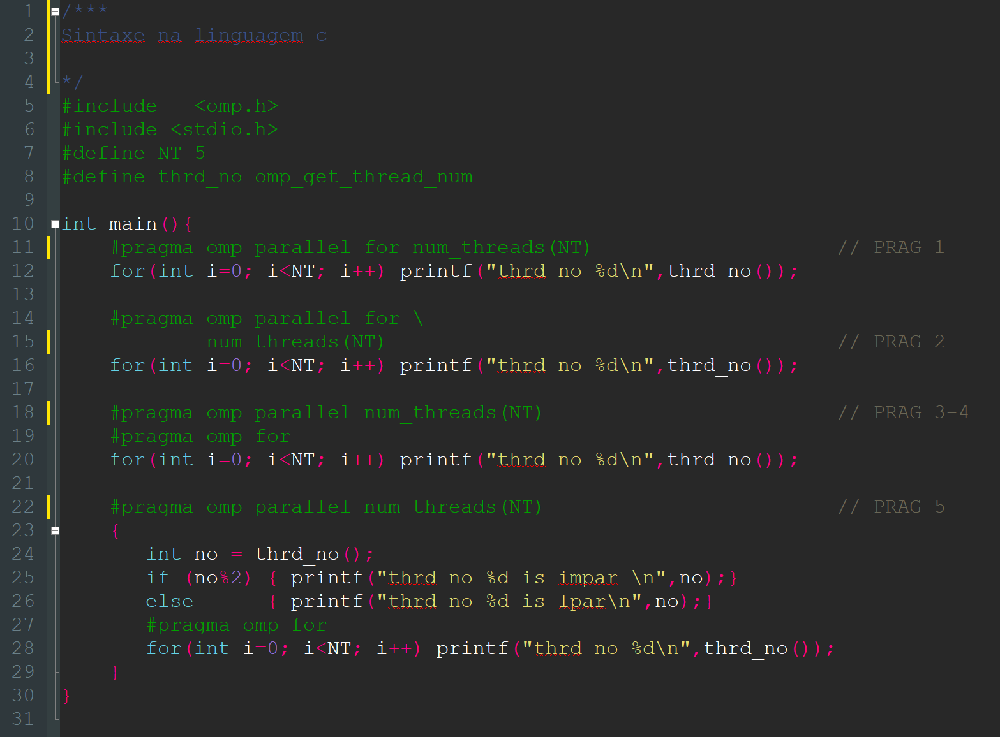 1 /***
2 Sintaxe na linguagem c
3
4 */
5 #include   <omp.h>
6 #include <stdio.h>
7 #define NT 5
8 #define thrd_no omp_get_thread_num
9
10 int main(){
11     #pragma omp parallel for num_threads(NT)                     // PRAG 1
12     for(int i=0; i<NT; i++) printf("thrd no %d\n",thrd_no());
13
14     #pragma omp parallel for \
15             num_threads(NT)                                      // PRAG 2
16     for(int i=0; i<NT; i++) printf("thrd no %d\n",thrd_no());
17
18     #pragma omp parallel num_threads(NT)                         // PRAG 3-4
19     #pragma omp for
20     for(int i=0; i<NT; i++) printf("thrd no %d\n",thrd_no());
21
22     #pragma omp parallel num_threads(NT)                         // PRAG 5
23     {
24        int no = thrd_no();
25        if (no%2) { printf("thrd no %d is impar \n",no);}
26        else      { printf("thrd no %d is Ipar\n",no);}
27        #pragma omp for
28        for(int i=0; i<NT; i++) printf("thrd no %d\n",thrd_no());
29     }
30 }
31